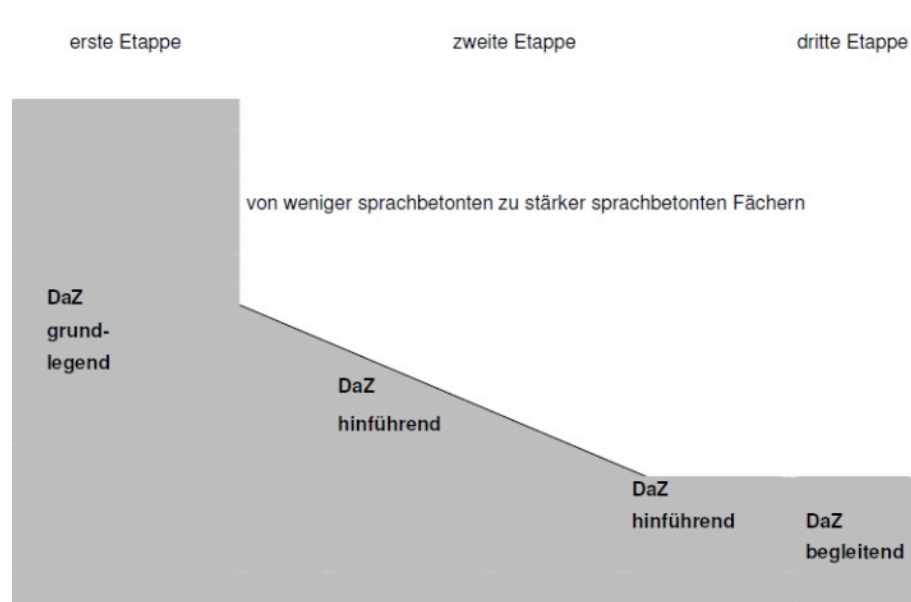 erste Etappe zweite Etappe dritte Etappe
von weniger sprachbetonten zu stärker sprachbetonten Fächern
DaZ
grund-
legend
DaZ
hinführend
DaZ
hinführend
DaZ
begleitend